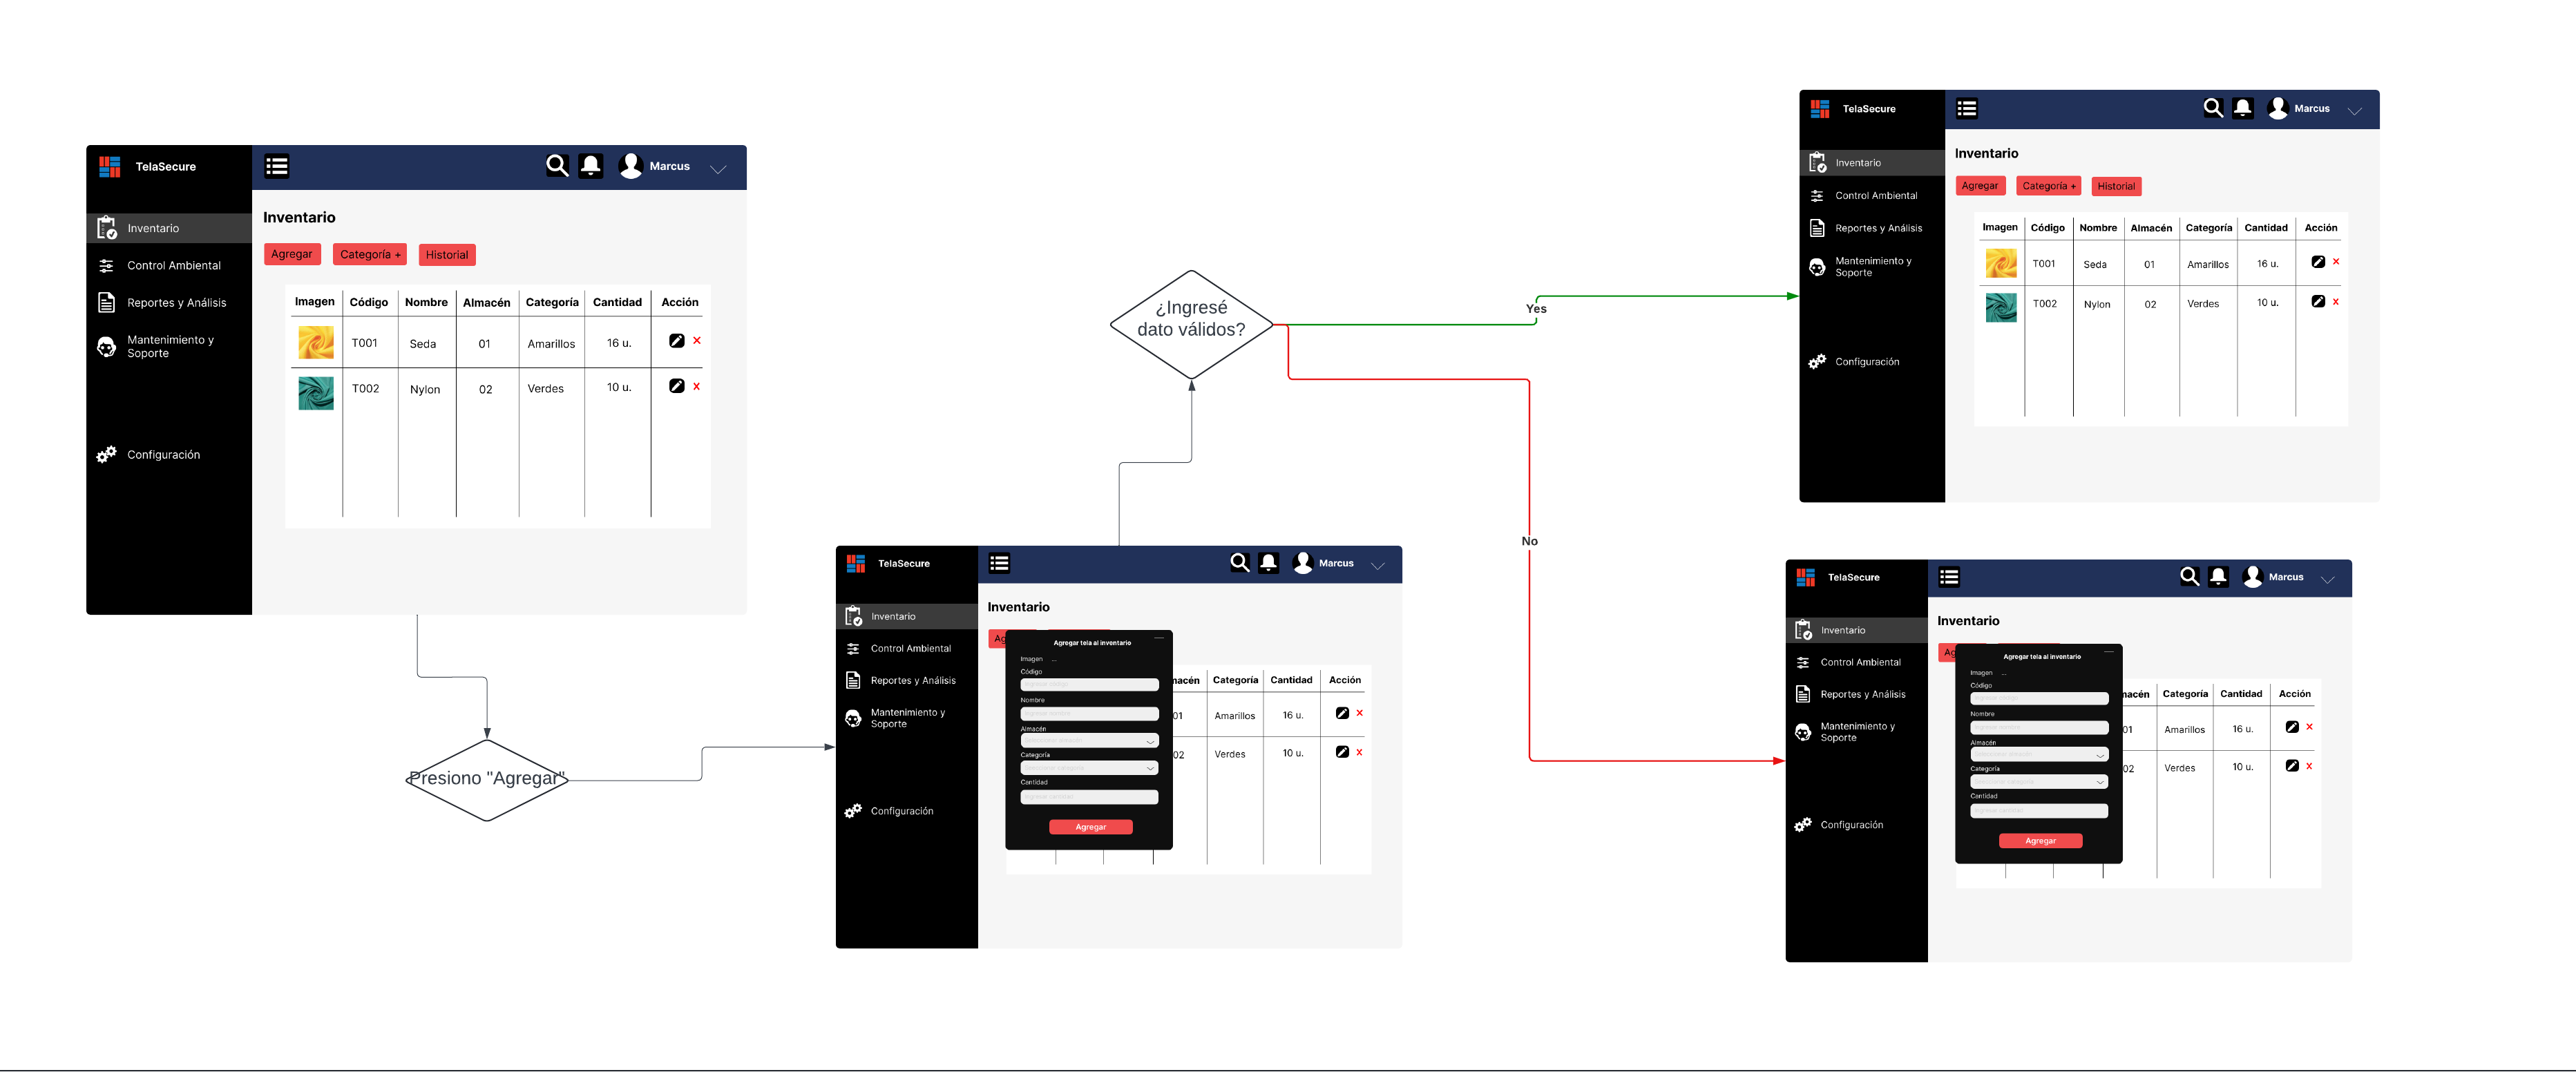 TelaSecure
Marcus
Inventario
Control Ambiental
Reportes y Análisis
Mantenimiento y
Soporte
Configuración
Inventario
Agregar Categoría + Historial
Imagen Código Nombre Almacén Categoría Cantidad Acción
T001 Seda 01 Amarillos 16 u. X
T002 Nylon 02 Verdes 10 u. X
Presiono "Agregar"
TelaSecure
Marcus
Inventario
Control Ambiental
Reportes y Análisis
Mantenimiento y
Soporte
Configuración
Inventario
Ag
Agregar tela al inventario
Imagen ...
Código
Nombre
Almacén
Categoría
Cantidad
Agregar
nacén Categoría Cantidad Acción
01 Amarillos 16 u. X
02 Verdes 10 u. X
¿Ingresé
dato válidos?
Yes
No
TelaSecure
Marcus
Inventario
Control Ambiental
Reportes y Análisis
Mantenimiento y
Soporte
Configuración
Inventario
Agregar Categoría + Historial
Imagen Código Nombre Almacén Categoría Cantidad Acción
T001 Seda 01 Amarillos 16 u. X
T002 Nylon 02 Verdes 10 u. X
TelaSecure
Marcus
Inventario
Control Ambiental
Reportes y Análisis
Mantenimiento y
Soporte
Configuración
Inventario
Ag
Agregar tela al inventario
Imagen ...
Código
Nombre
Almacén
Categoría
Cantidad
Agregar
nacén Categoría Cantidad Acción
01 Amarillos 16 u. X
02 Verdes 10 u. X